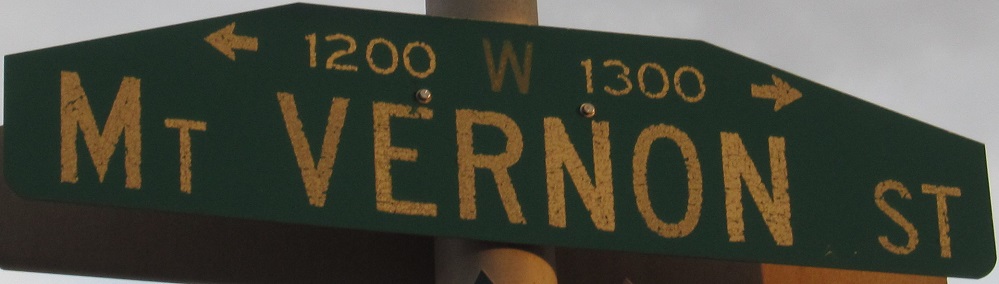 ← 1200 W 1300 →
MT VERNON ST